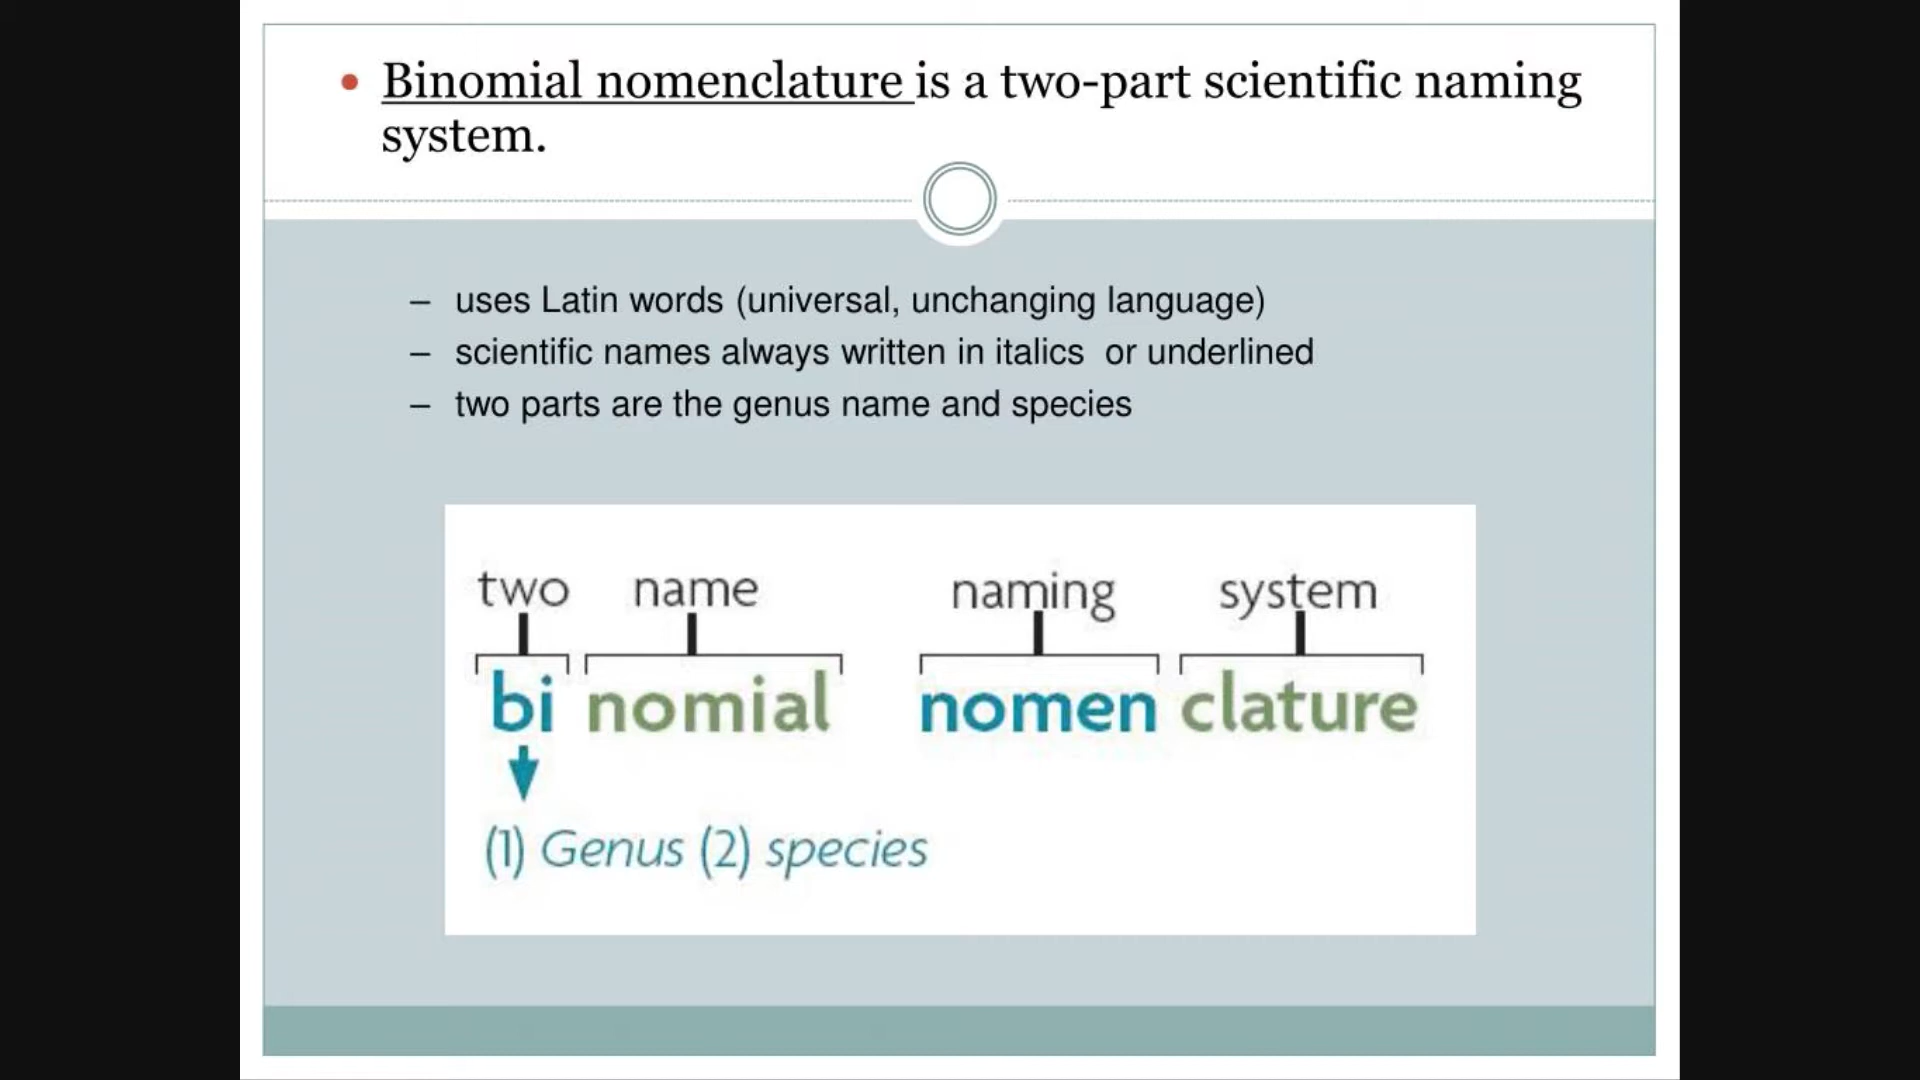 • Binomial nomenclature is a two-part scientific naming
system.
– uses Latin words (universal, unchanging language)
– scientific names always written in italics or underlined
– two parts are the genus name and species
two name naming system
bi nomial nomen clature
(1) Genus (2) species